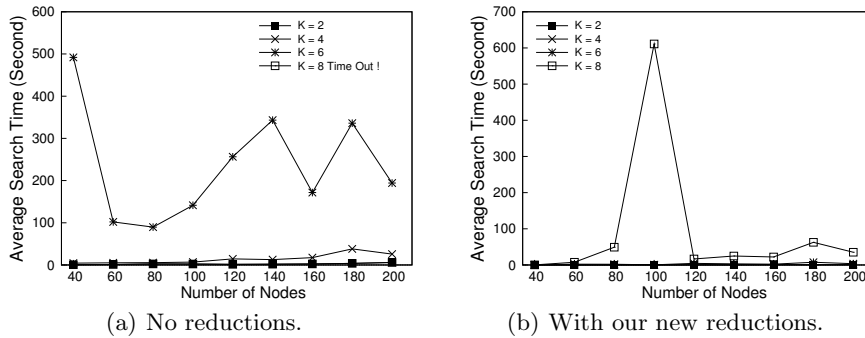 Average Search Time (Second)
600
500
400
300
200
100
0
K = 2
K = 4
K = 6
K = 8 Time Out !
40 60 80 100 120 140 160 180 200
Number of Nodes
(a) No reductions.
Average Search Time (Second)
700
600
500
400
300
200
100
0
K = 2
K = 4
K = 6
K = 8
40 60 80 100 120 140 160 180 200
Number of Nodes
(b) With our new reductions.